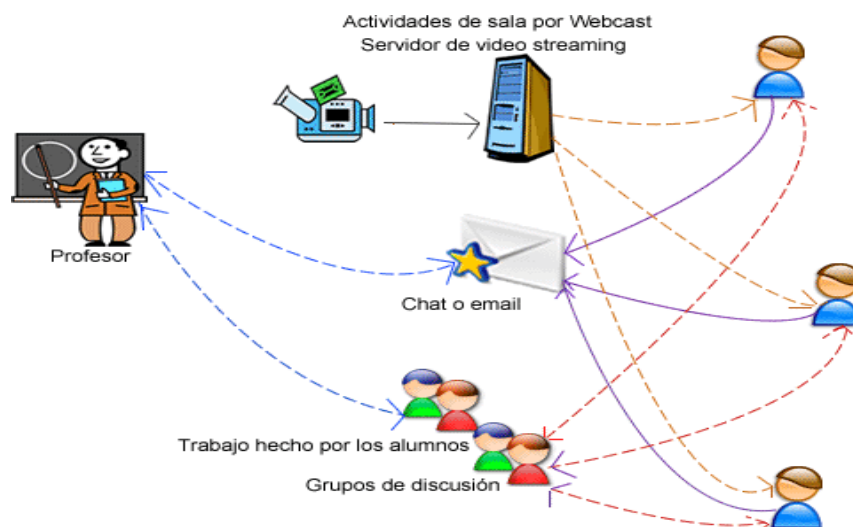 Actividades de sala por Webcast
Servidor de video streaming
Profesor
Chat o email
Trabajo hecho por los alumnos
Grupos de discusión